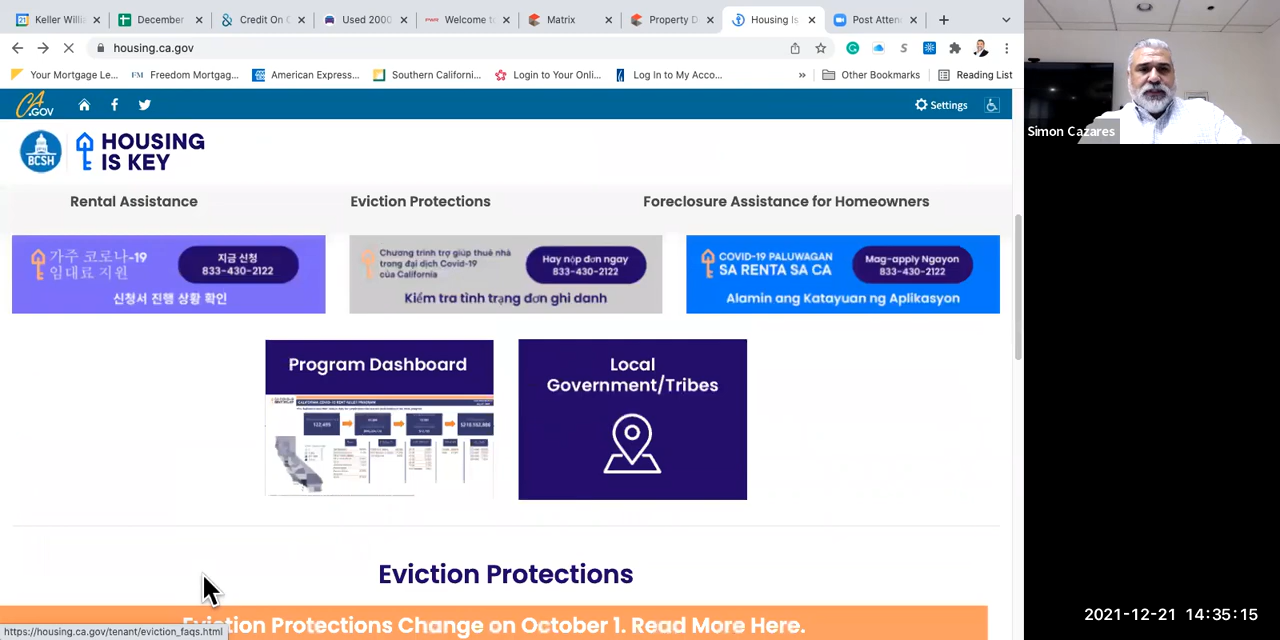 Keller Willi
December
Credit On C
Used 2000
Welcome to
Matrix
Property D
Housing Is
Post Atten
housing.ca.gov
Your Mortgage Le...
Freedom Mortgag...
American Express...
Southern Californi...
Login to Your Onli...
Log In to My Acco...
»
Other Bookmarks
Reading List
CA.GOV
Settings
BCSH
HOUSING
IS KEY
Rental Assistance
Eviction Protections
Foreclosure Assistance for Homeowners
가주 코로나-19
임대료 지원
지금 신청
833-430-2122
신청서 진행 상황 확인
Chương trình trợ giúp thuê nhà
trong đại dịch Covid-19
của California
Hãy nộp đơn ngay
833-430-2122
Kiểm tra tình trạng đơn ghi danh
COVID-19 PALUWAGAN
SA RENTA SA CA
Mag-apply Ngayon
833-430-2122
Alamin ang Katayuan ng Aplikasyon
Program Dashboard
Local
Government/Tribes
Eviction Protections
Eviction Protections Change on October 1. Read More Here.
https://housing.ca.gov/tenant/eviction_faqs.html
Simon Cazares
2021-12-21 14:35:15